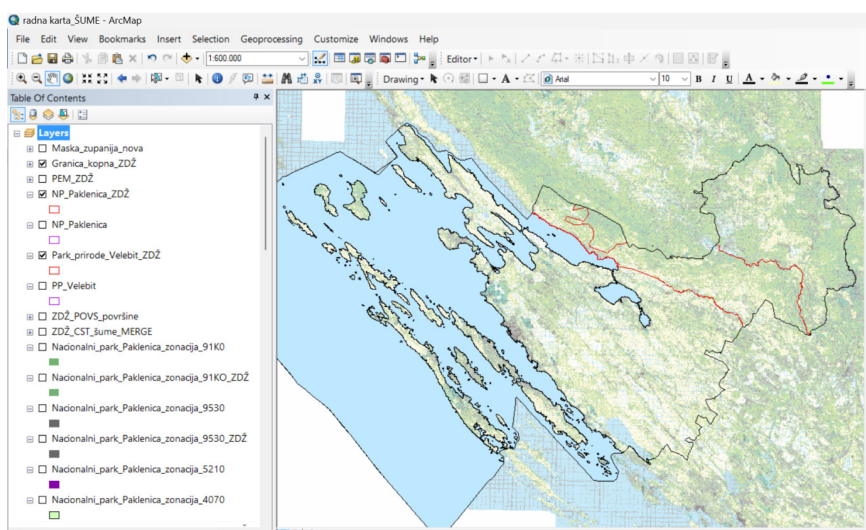 radna karta_ŠUME - ArcMap
File Edit View Bookmarks Insert Selection Geoprocessing Customize Windows Help
1:600.000 Editor
Drawing A Arial 10 B I U A
Table Of Contents
Layers
Maska_zupanija_nova
Granica_kopna_ZDŽ
PEM_ZDŽ
NP_Paklenica_ZDŽ
NP_Paklenica
Park_prirode_Velebit_ZDŽ
PP_Velebit
ZDŽ_POVS_površine
ZDŽ_CST_šume_MERGE
Nacionalni_park_Paklenica_zonacija_91K0
Nacionalni_park_Paklenica_zonacija_91KO_ZDŽ
Nacionalni_park_Paklenica_zonacija_9530
Nacionalni_park_Paklenica_zonacija_9530_ZDŽ
Nacionalni_park_Paklenica_zonacija_5210
Nacionalni_park_Paklenica_zonacija_4070